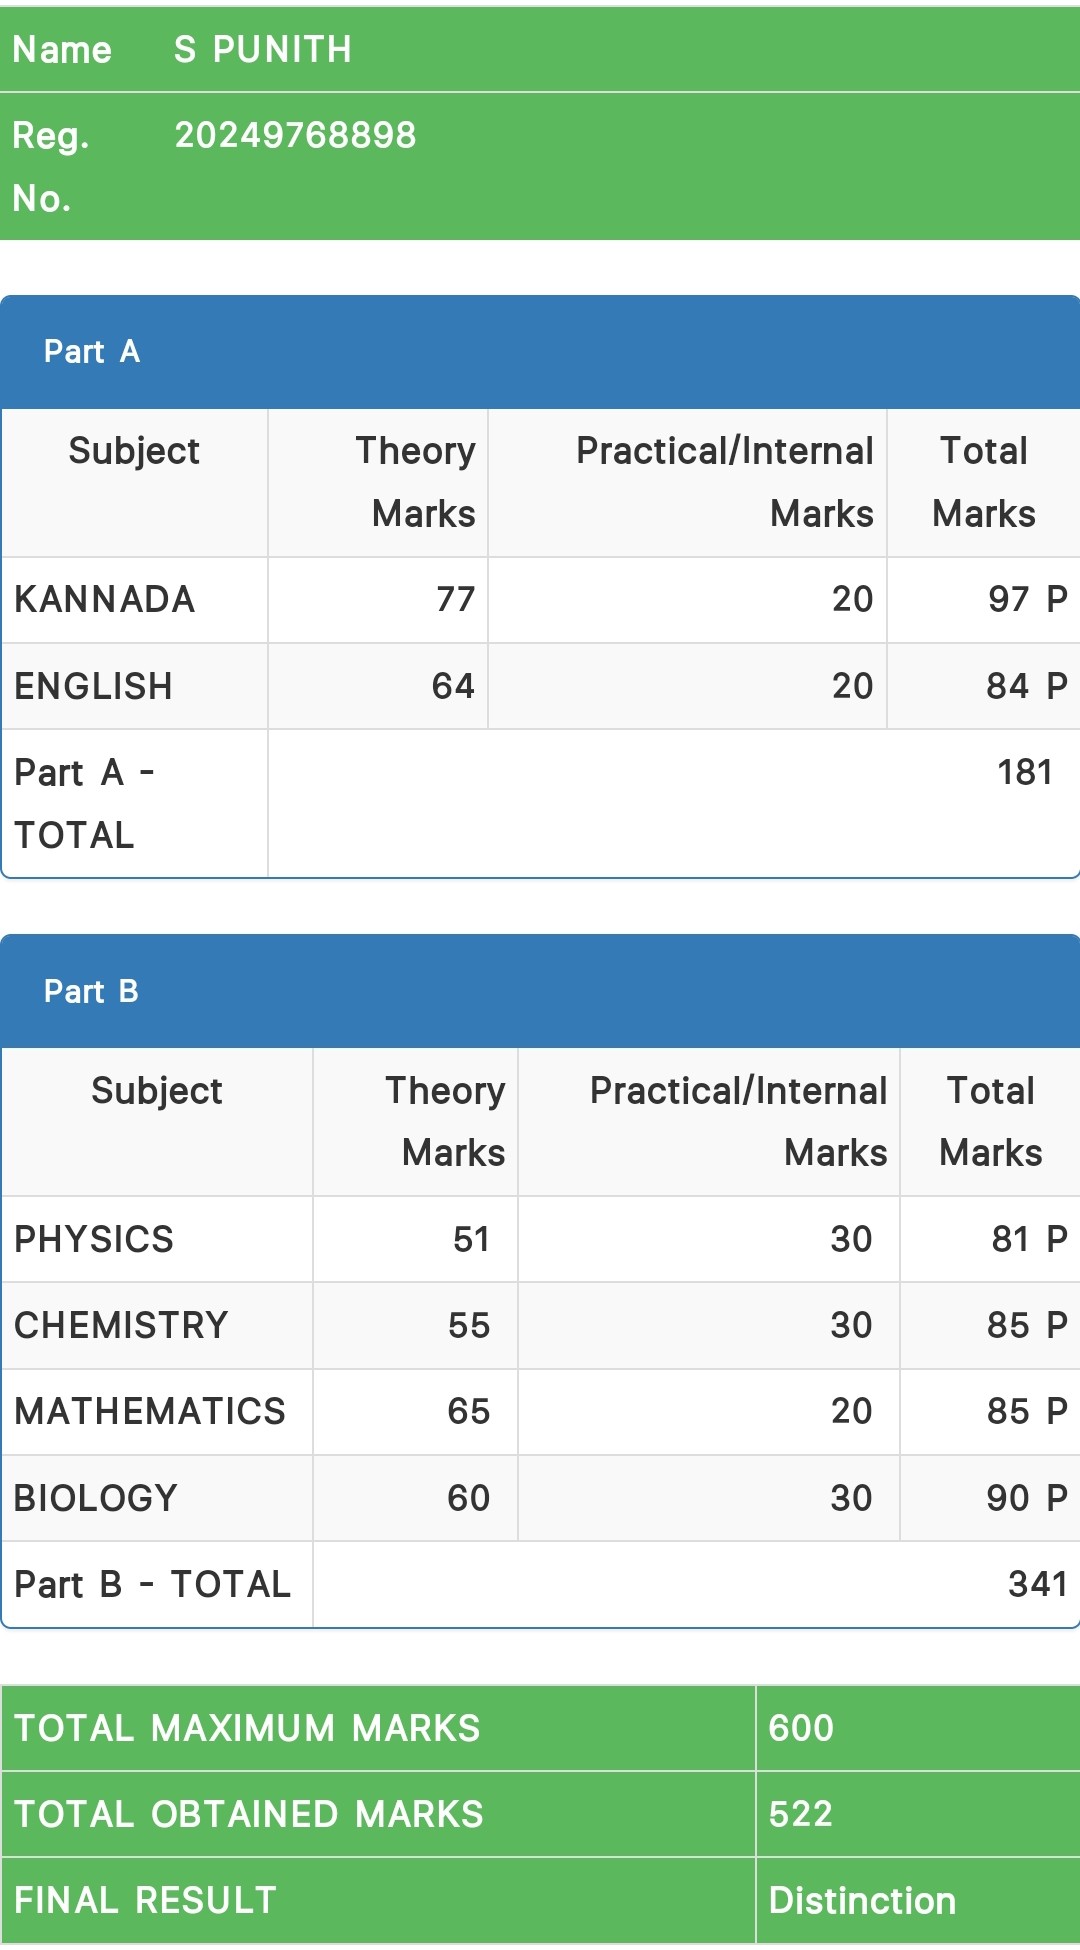 Name S PUNITH
Reg. 20249768898
No.
Part A
Subject Theory Practical/Internal Total
Marks Marks Marks
KANNADA 77 20 97 P
ENGLISH 64 20 84 P
Part A - 181
TOTAL
Part B
Subject Theory Practical/Internal Total
Marks Marks Marks
PHYSICS 51 30 81 P
CHEMISTRY 55 30 85 P
MATHEMATICS 65 20 85 P
BIOLOGY 60 30 90 P
Part B - TOTAL 341
TOTAL MAXIMUM MARKS 600
TOTAL OBTAINED MARKS 522
FINAL RESULT Distinction